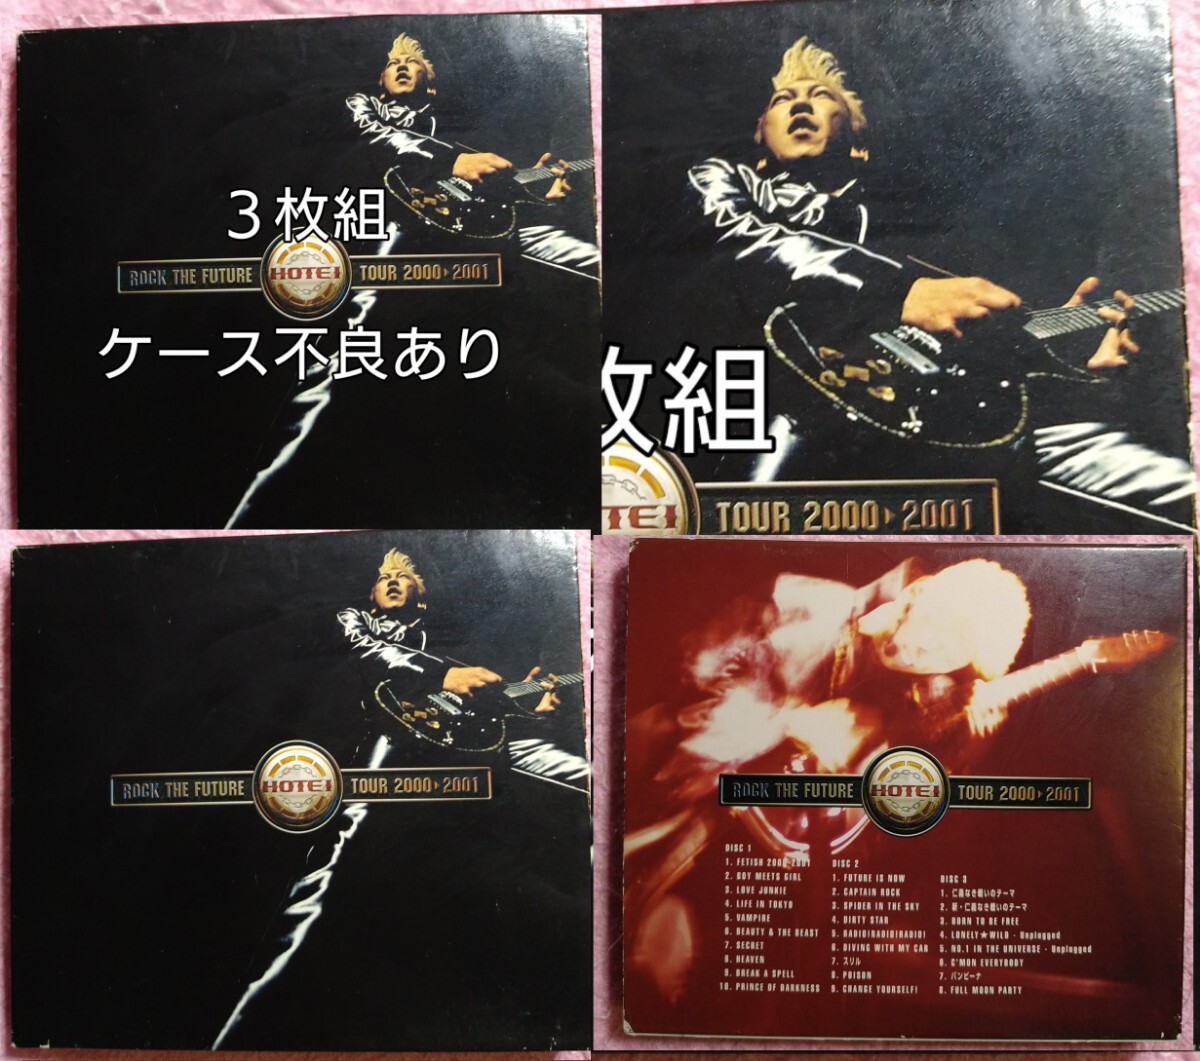 ３枚組
ROCK THE FUTURE HOTEI TOUR 2000▸2001
ケース不良あり
枚組
HOTEI TOUR 2000▸2001
ROCK THE FUTURE HOTEI TOUR 2000▸2001
ROCK THE FUTURE HOTEI TOUR 2000▸2001
DISC 1
1. FETISH 2000-2001
2. BOY MEETS GIRL
3. LOVE JUNKIE
4. LIFE IN TOKYO
5. VAMPIRE
6. BEAUTY & THE BEAST
7. SECRET
8. HEAVEN
9. BREAK A SPELL
10. PRINCE OF DARKNESS
DISC 2
1. FUTURE IS NOW
2. CAPTAIN ROCK
3. SPIDER IN THE SKY
4. DIRTY STAR
5. RADIO!RADIO!RADIO!
6. DIVING WITH MY CAR
7. スリル
8. POISON
9. CHANGE YOURSELF!
DISC 3
1. 仁義なき戦いのテーマ
2. 新・仁義なき戦いのテーマ
3. BORN TO BE FREE
4. LONELY★WILD - Unplugged
5. NO.1 IN THE UNIVERSE - Unplugged
6. C'MON EVERYBODY
7. バンビーナ
8. FULL MOON PARTY